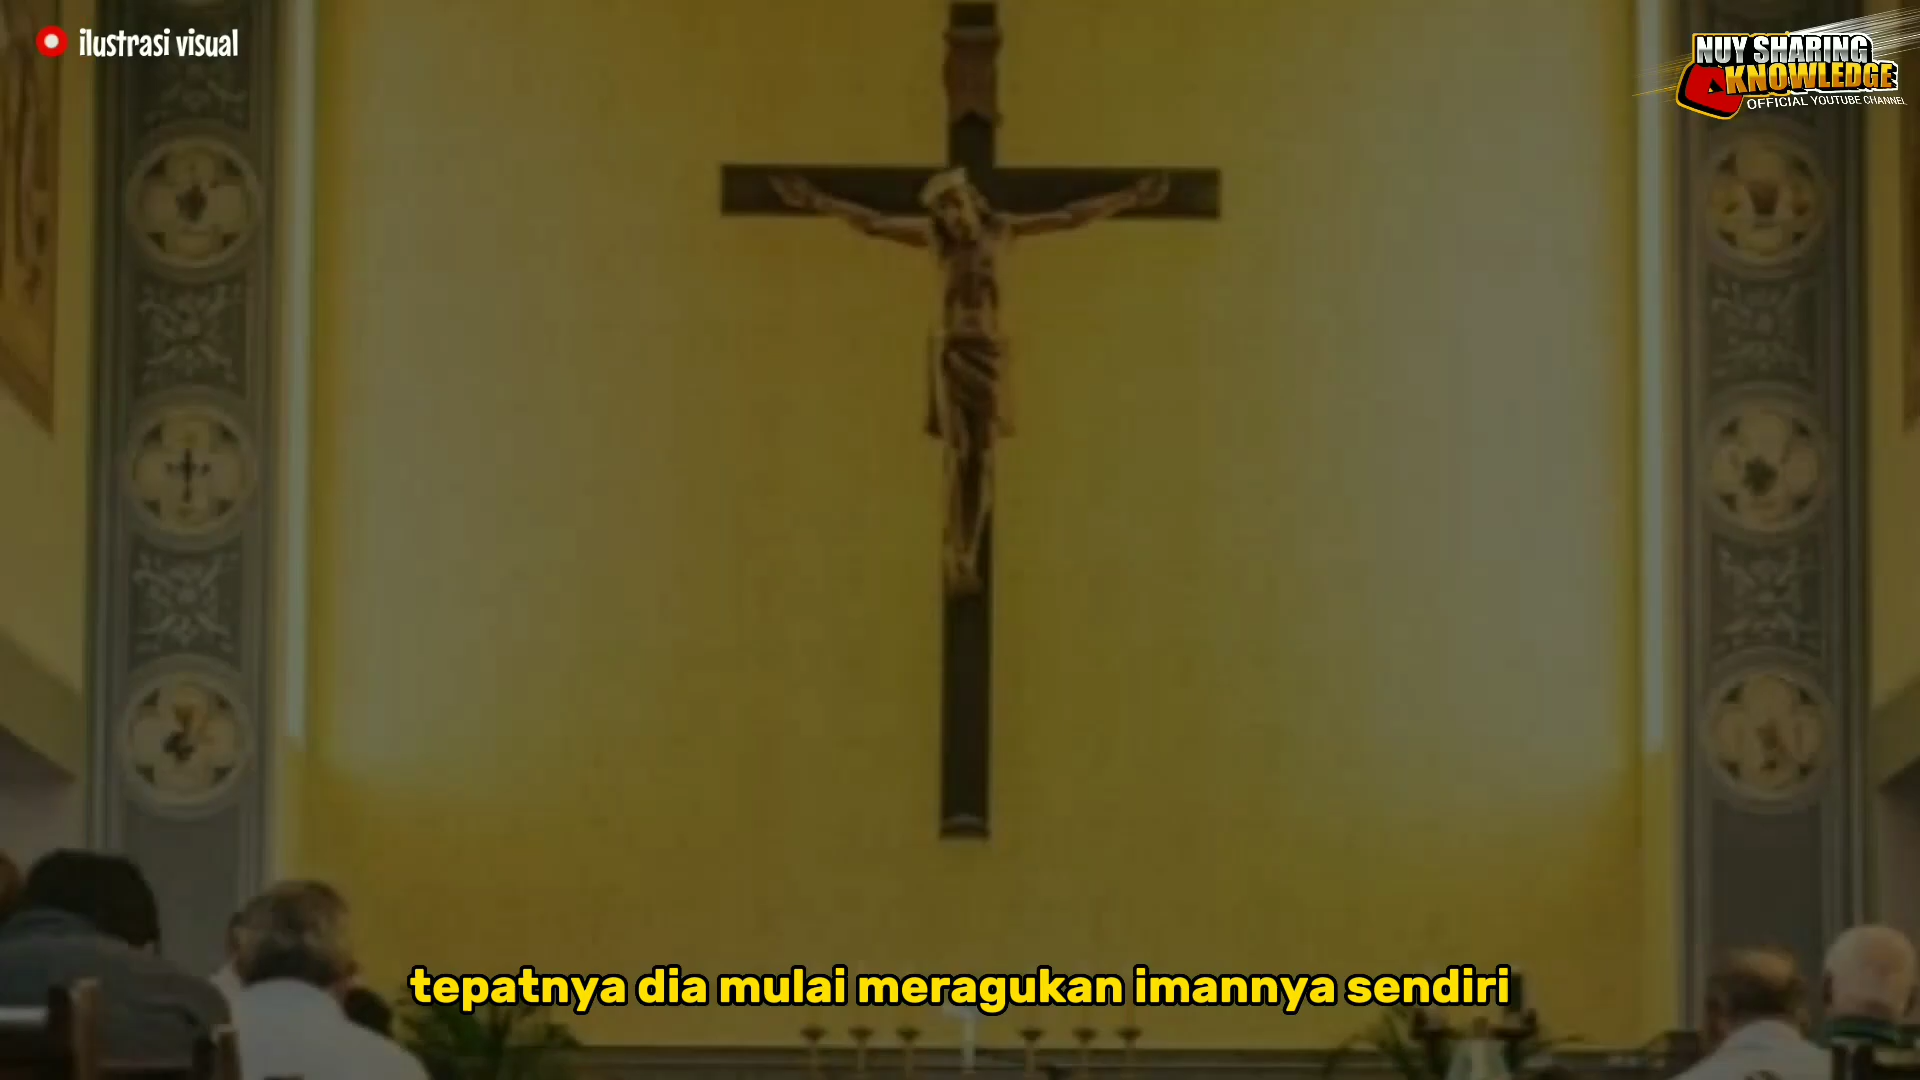 ilustrasi visual
NUY SHARING
KNOWLEDGE
OFFICIAL YOUTUBE CHANNEL
tepatnya dia mulai meragukan imannya sendiri